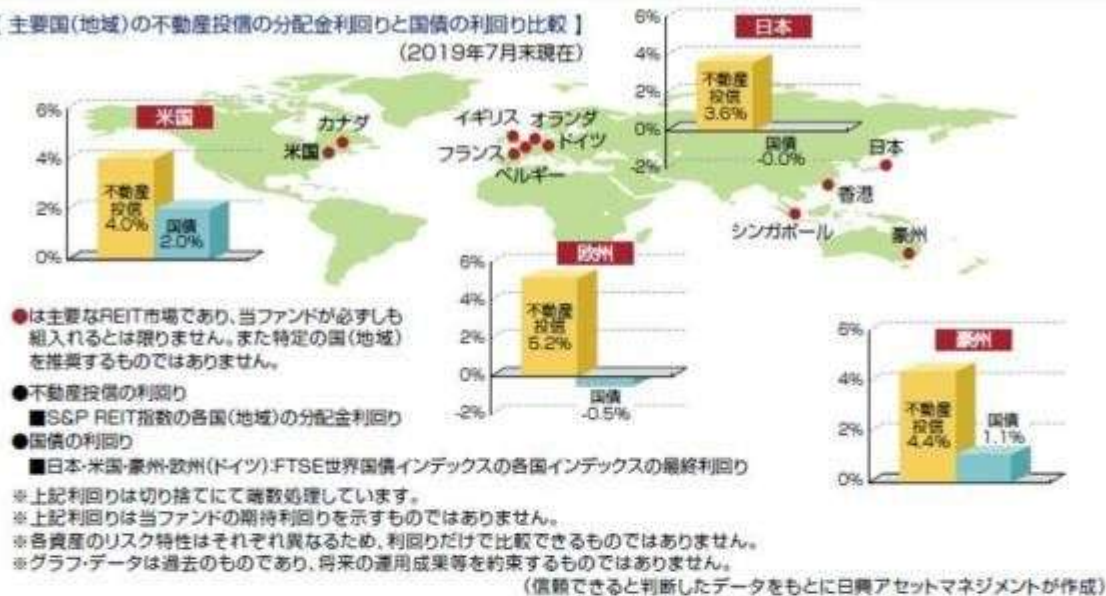 【 主要国(地域)の不動産投信の分配金利回りと国債の利回り比較 】
(2019年7月末現在)
米国
6%
4%
2%
0%
不動産
投信
4.0%
国債
2.0%
カナダ
米国
イギリス
オランダ
フランス
ドイツ
ベルギー
日本
6%
4%
2%
0%
-2%
不動産
投信
3.6%
国債
-0.0%
日本
香港
シンガポール
豪州
欧州
6%
4%
2%
0%
-2%
不動産
投信
5.2%
国債
-0.5%
豪州
6%
4%
2%
0%
不動産
投信
4.4%
国債
1.1%
●は主要なREIT市場であり、当ファンドが必ずしも
組入れるとは限りません。また特定の国(地域)
を推奨するものではありません。
●不動産投信の利回り
■S&P REIT指数の各国(地域)の分配金利回り
●国債の利回り
■日本・米国・豪州・欧州(ドイツ):FTSE世界国債インデックスの各国インデックスの最終利回り
※上記利回りは切り捨てにて端数処理しています。
※上記利回りは当ファンドの期待利回りを示すものではありません。
※各資産のリスク特性はそれぞれ異なるため、利回りだけで比較できるものではありません。
※グラフ・データは過去のものであり、将来の運用成果等を約束するものではありません。
(信頼できると判断したデータをもとに日興アセットマネジメントが作成)